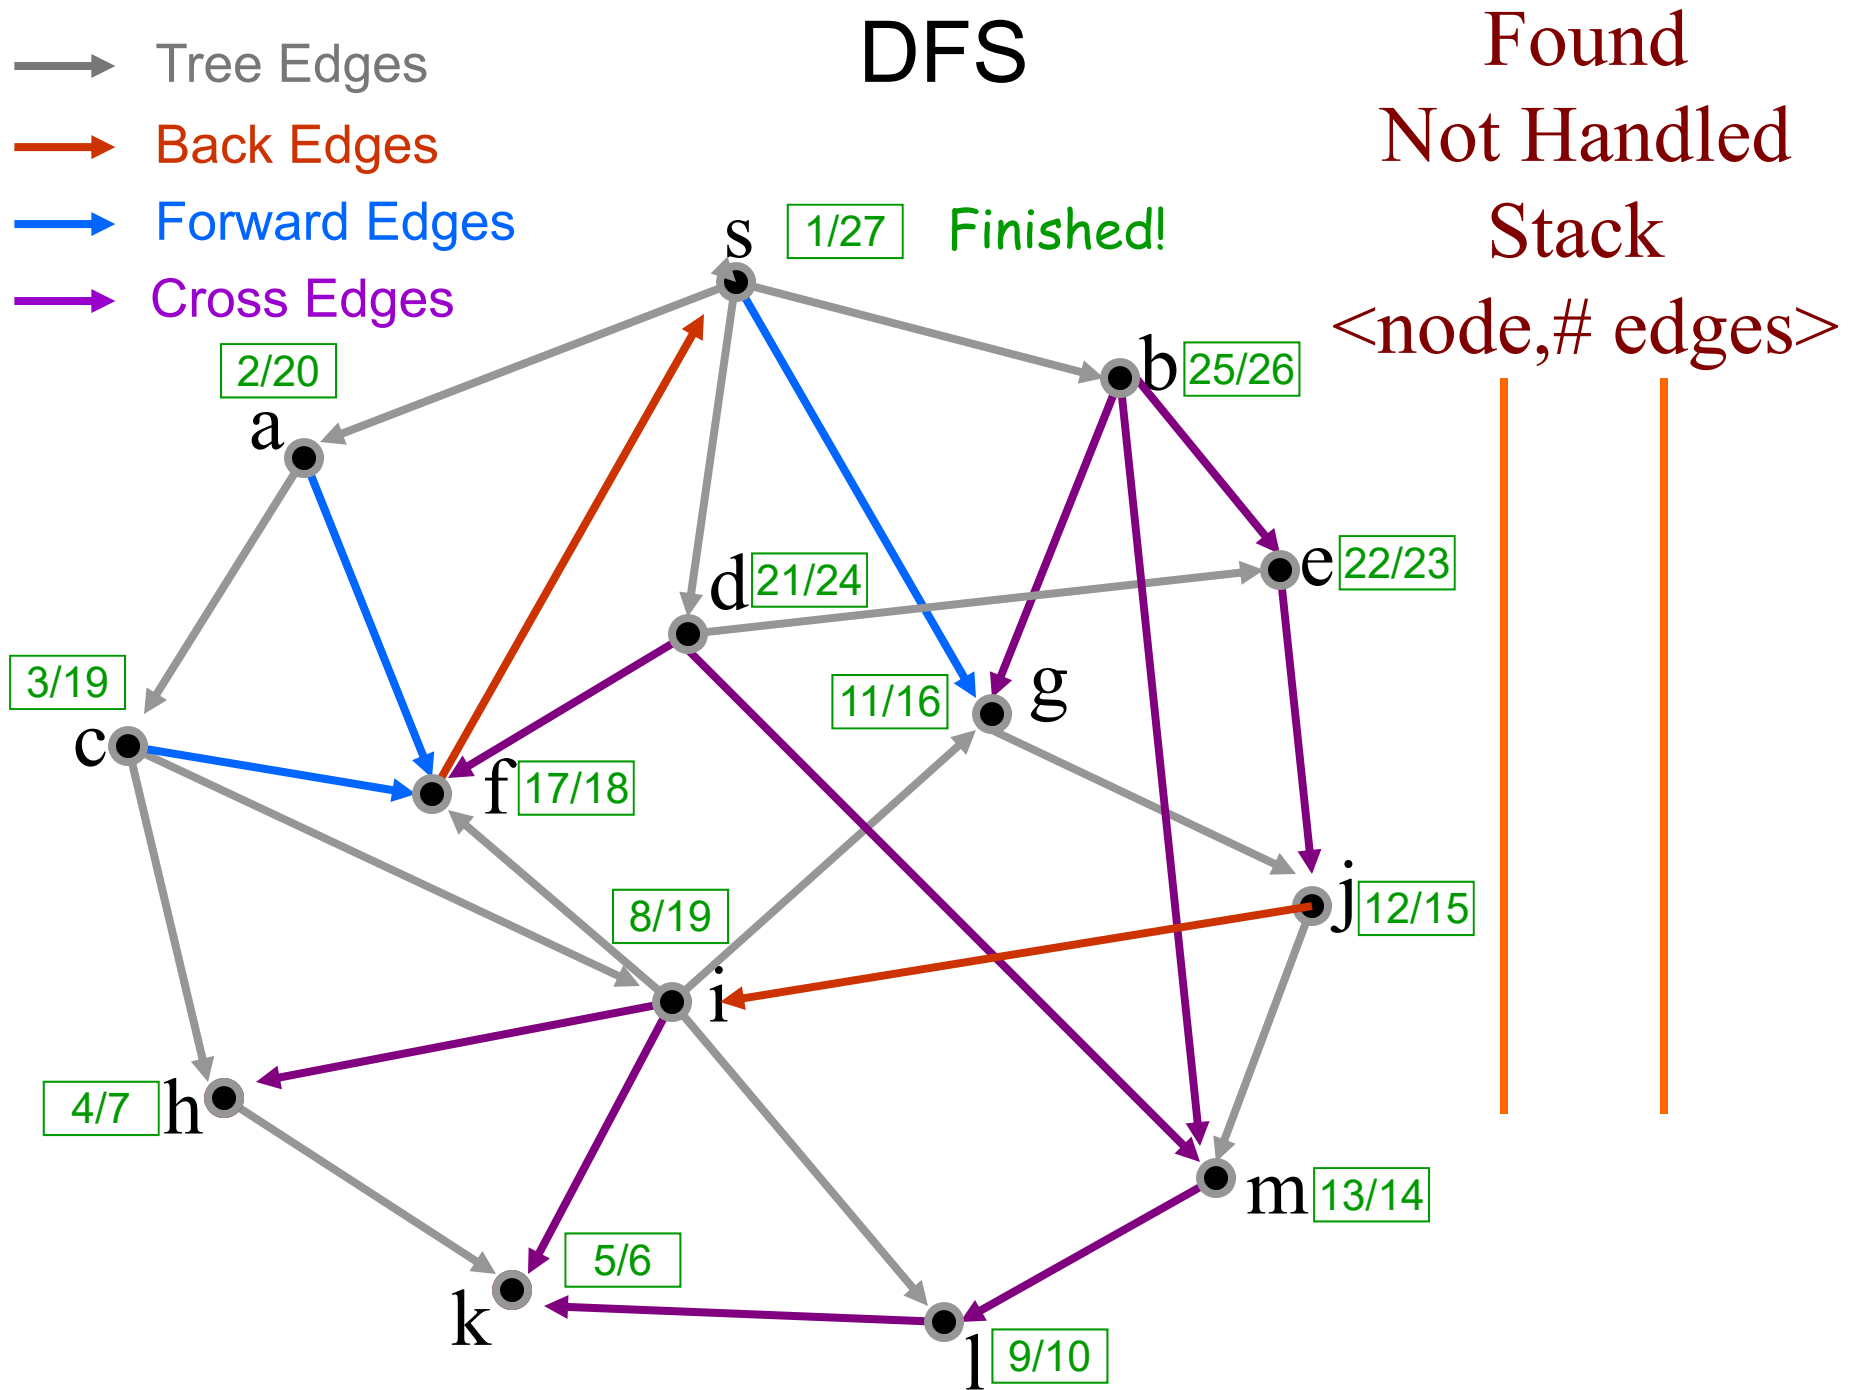 DFS
Found
Not Handled
Stack
<node,# edges>
Tree Edges
Back Edges
Forward Edges
Cross Edges
s
1/27
Finished!
b
25/26
2/20
a
d
21/24
e
22/23
3/19
c
11/16
g
f
17/18
j
12/15
8/19
i
4/7
h
m
13/14
5/6
k
l
9/10